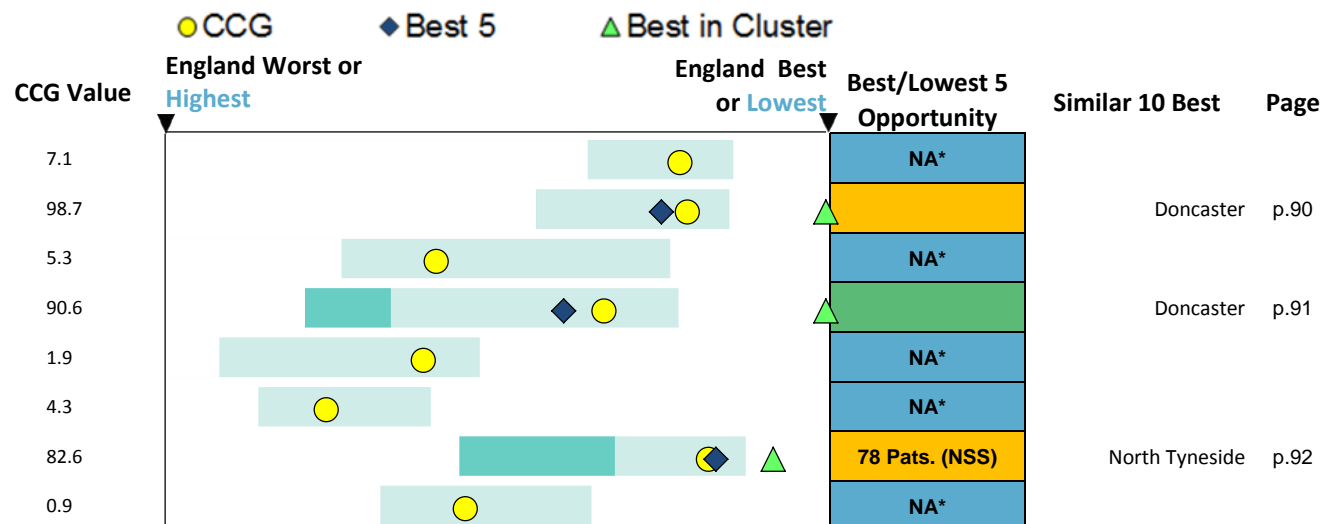 CCG Best 5 Best in Cluster
CCG Value
England Worst or
Highest
England Best
or Lowest
Best/Lowest 5
Opportunity
Similar 10 Best
Page
7.1 NA*
98.7 Doncaster p.90
5.3 NA*
90.6 Doncaster p.91
1.9 NA*
4.3 NA*
82.6 78 Pats. (NSS) North Tyneside p.92
0.9 NA*